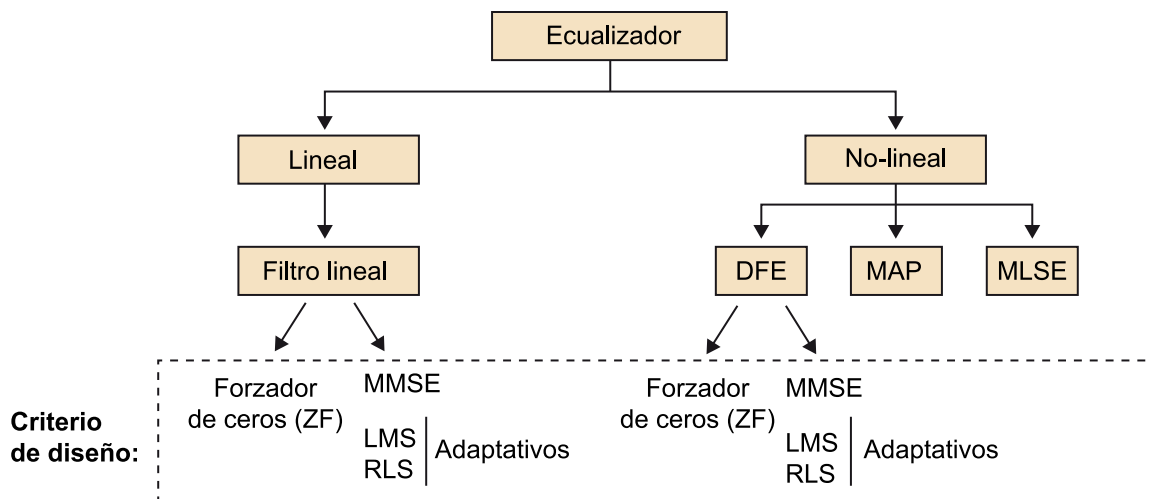 Ecualizador
Lineal
No-lineal
Filtro lineal
DFE
MAP
MLSE
Criterio
de diseño:
Forzador
de ceros (ZF)
MMSE
LMS
RLS
Adaptativos
Forzador
de ceros (ZF)
MMSE
LMS
RLS
Adaptativos